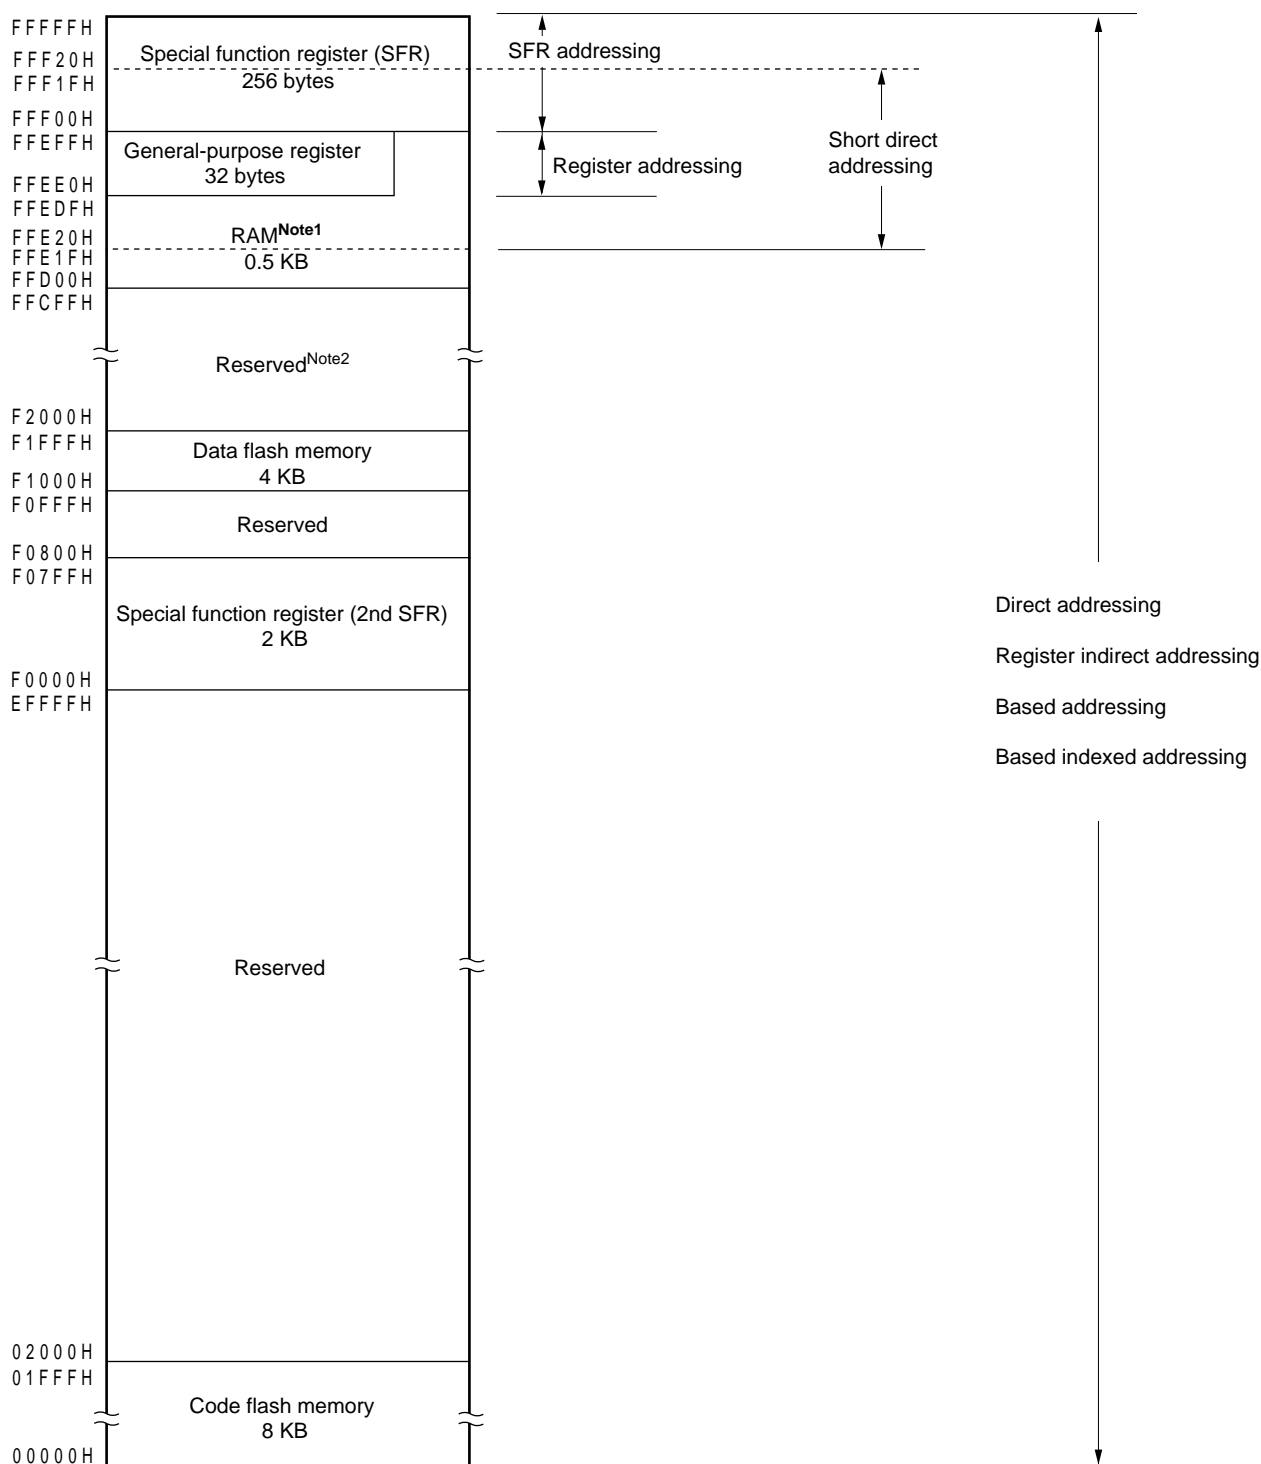 FFFFFH
Special function register (SFR)
256 bytes
SFR addressing
FFF20H
FFF1FH
FFF00H
FFEFFH
General-purpose register
32 bytes
Register addressing
Short direct
addressing
FFEE0H
FFEDFH
RAMNote1
0.5 KB
FFE20H
FFE1FH
FFD00H
FFCFFH
ReservedNote2
F2000H
F1FFFH
Data flash memory
4 KB
F1000H
F0FFFH
Reserved
F0800H
F07FFH
Special function register (2nd SFR)
2 KB
Direct addressing
Register indirect addressing
Based addressing
Based indexed addressing
F0000H
EFFFFH
Reserved
02000H
01FFFH
Code flash memory
8 KB
00000H